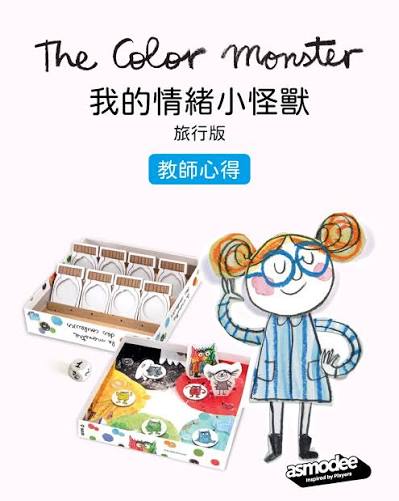 The Color Monster
我的情緒小怪獸
旅行版
教師心得
asmodee
Inspired by Players